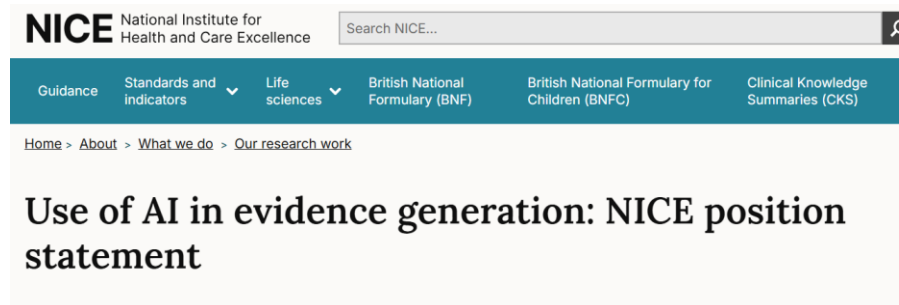 NICE National Institute for
Health and Care Excellence
Search NICE...
Guidance
Standards and
indicators
Life
sciences
British National
Formulary (BNF)
British National Formulary for
Children (BNFC)
Clinical Knowledge
Summaries (CKS)
Home > About > What we do > Our research work
Use of AI in evidence generation: NICE position
statement